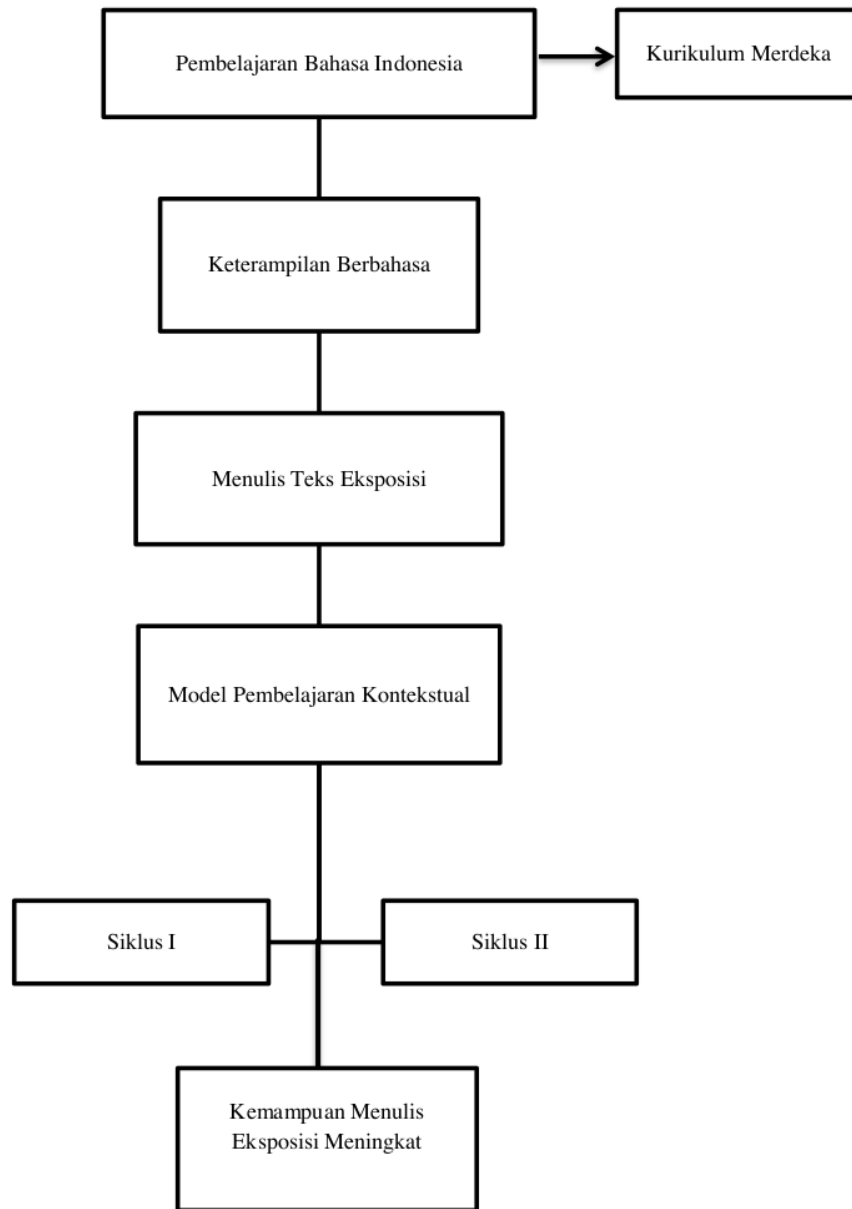 Pembelajaran Bahasa Indonesia
Kurikulum Merdeka
Keterampilan Berbahasa
Menulis Teks Eksposisi
Model Pembelajaran Kontekstual
Siklus I
Siklus II
Kemampuan Menulis
Eksposisi Meningkat